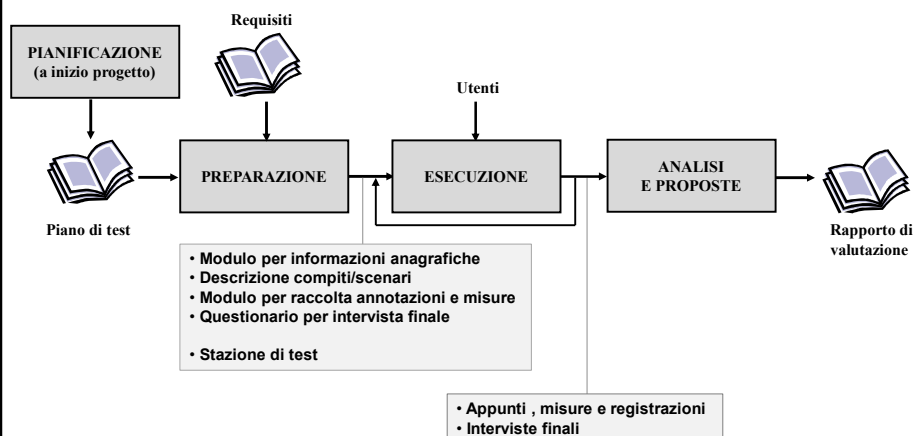 Requisiti
PIANIFICAZIONE
(a inizio progetto)
Utenti
PREPARAZIONE
ESECUZIONE
ANALISI
E PROPOSTE
Piano di test
Rapporto di
valutazione
• Modulo per informazioni anagrafiche
• Descrizione compiti/scenari
• Modulo per raccolta annotazioni e misure
• Questionario per intervista finale
• Stazione di test
• Appunti , misure e registrazioni
• Interviste finali